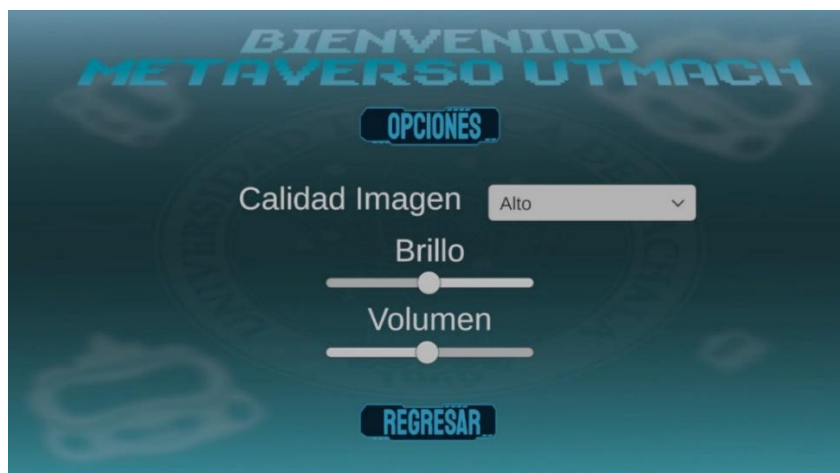 BIENVENIDO
METAVERSO UTMACH
OPCIONES
Calidad Imagen Alto
Brillo
Volumen
REGRESAR